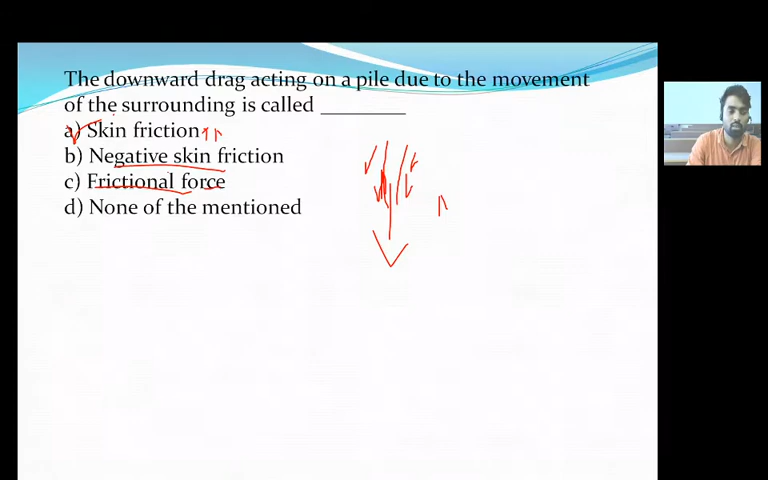 The downward drag acting on a pile due to the movement
of the surrounding is called __________
a) Skin friction
b) Negative skin friction
c) Frictional force
d) None of the mentioned